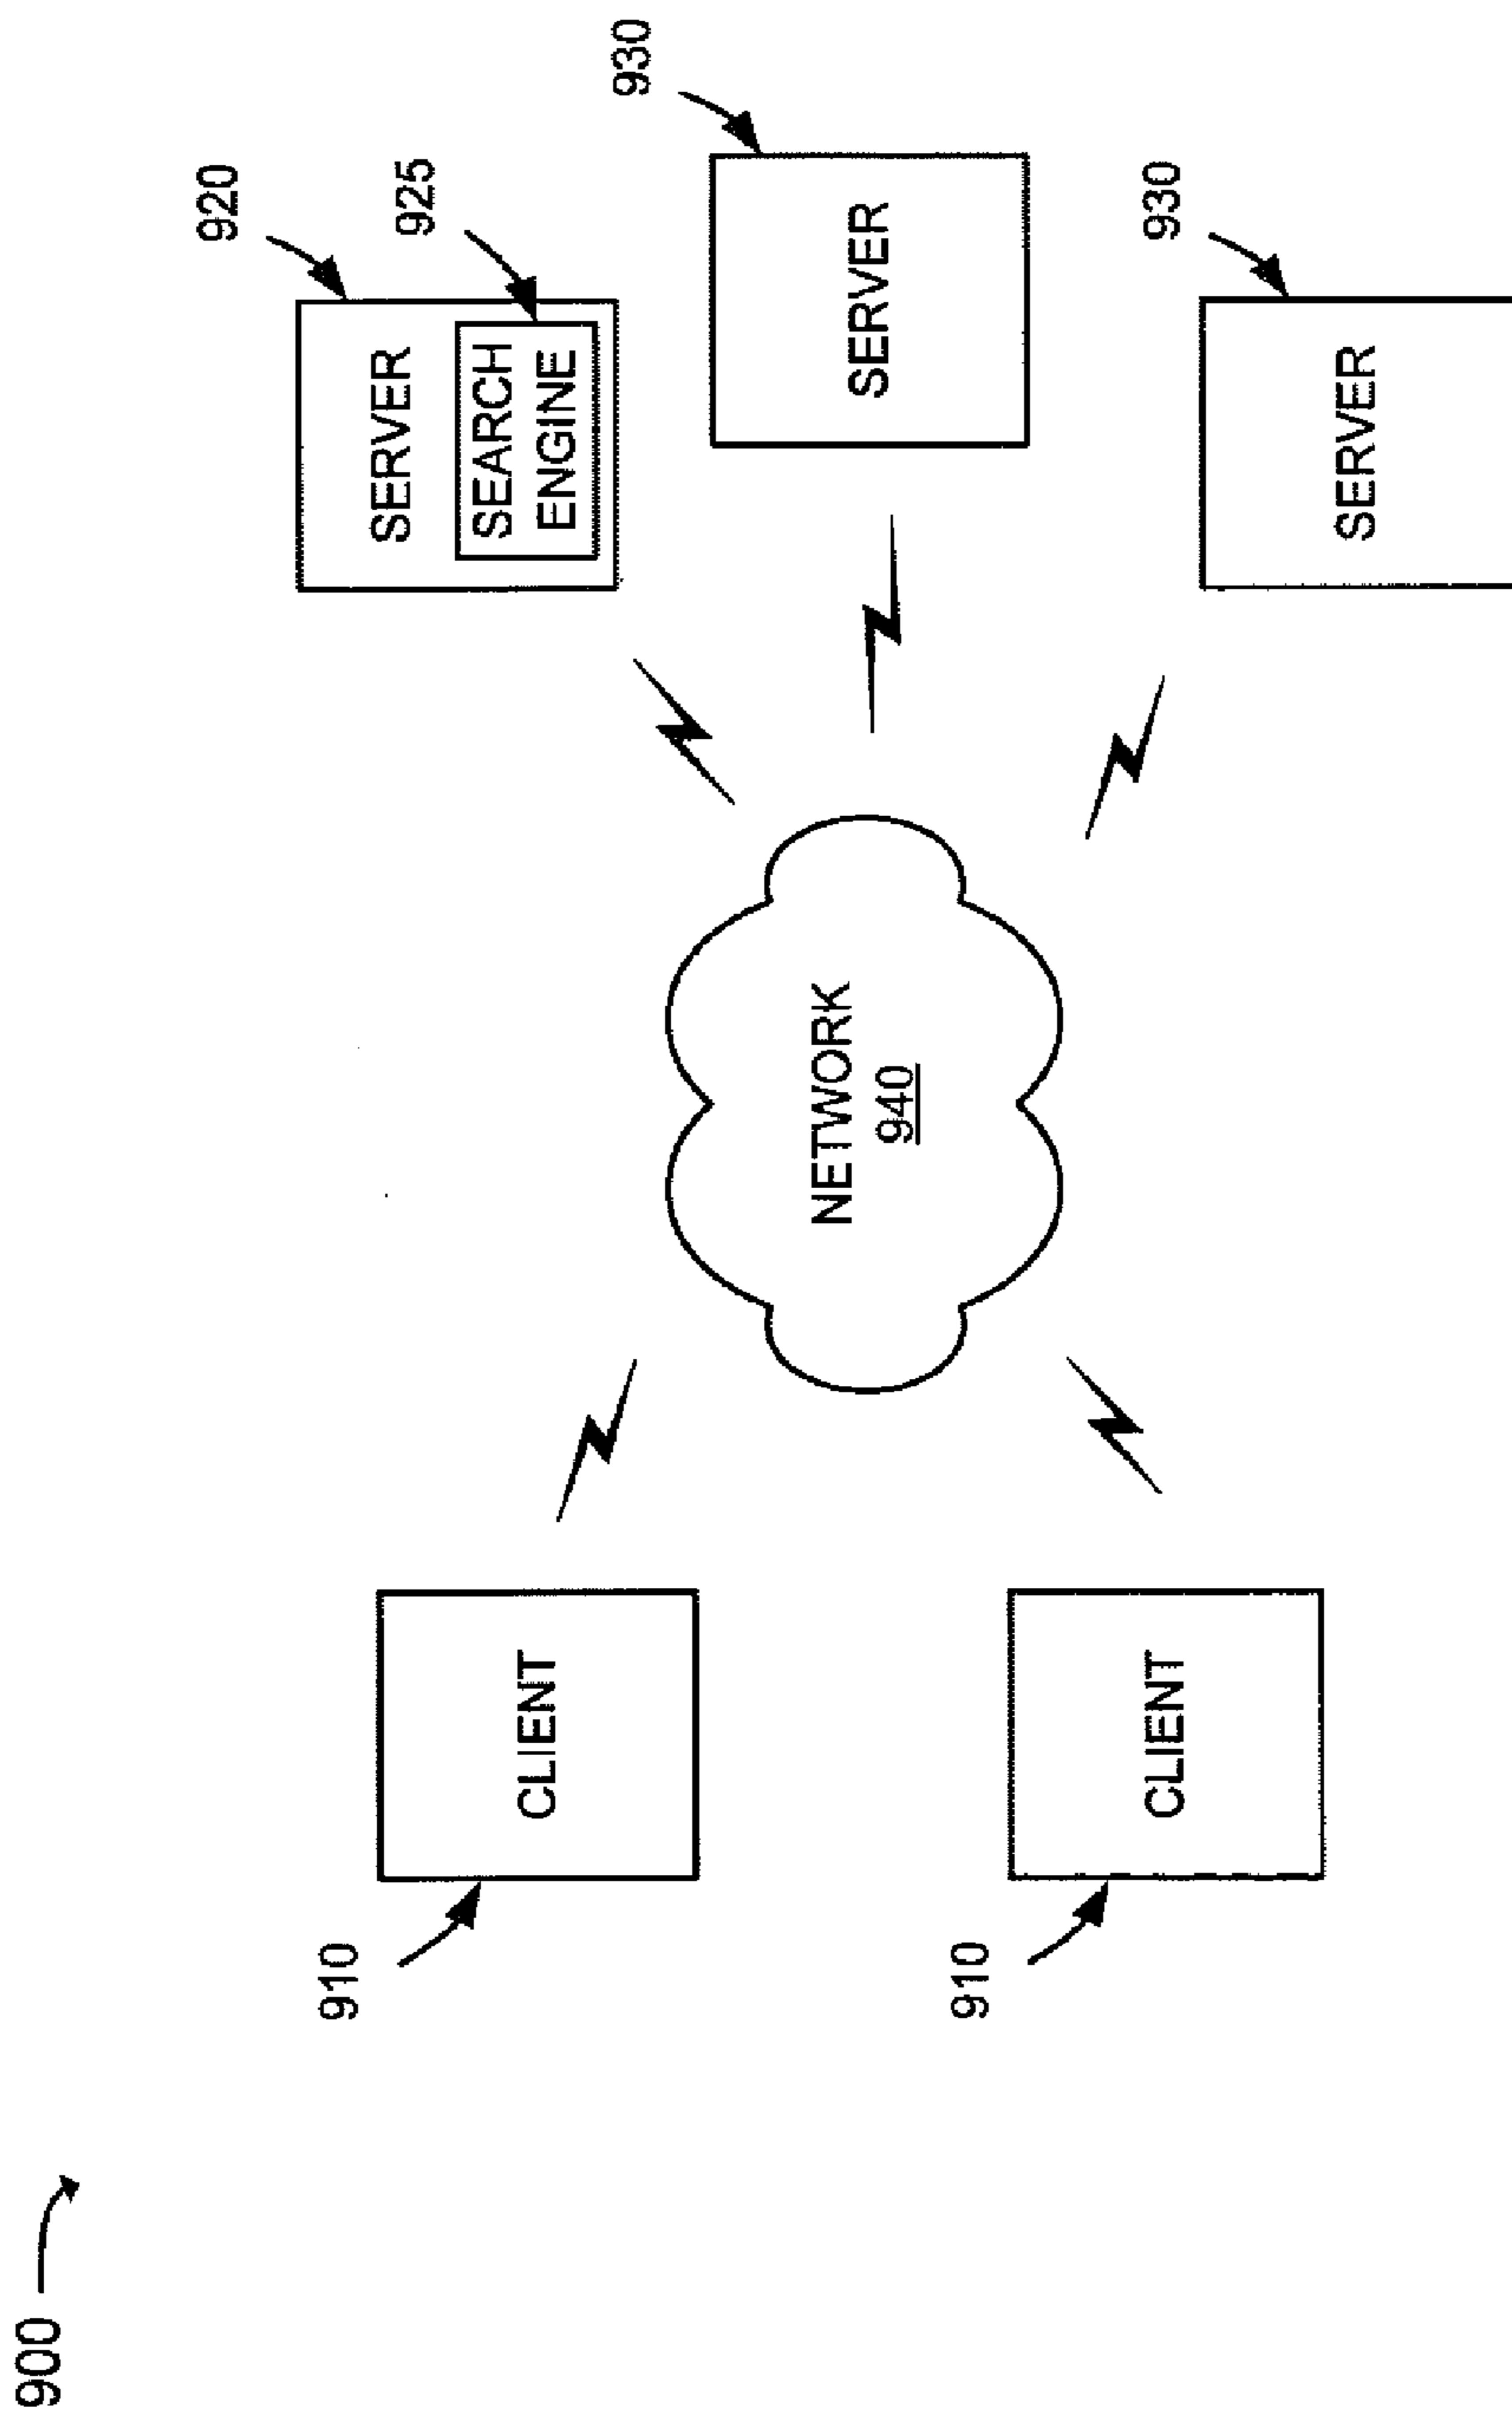 900
920
SERVER
925
SEARCH
ENGINE
910
CLIENT
930
SERVER
NETWORK
940
910
CLIENT
930
SERVER